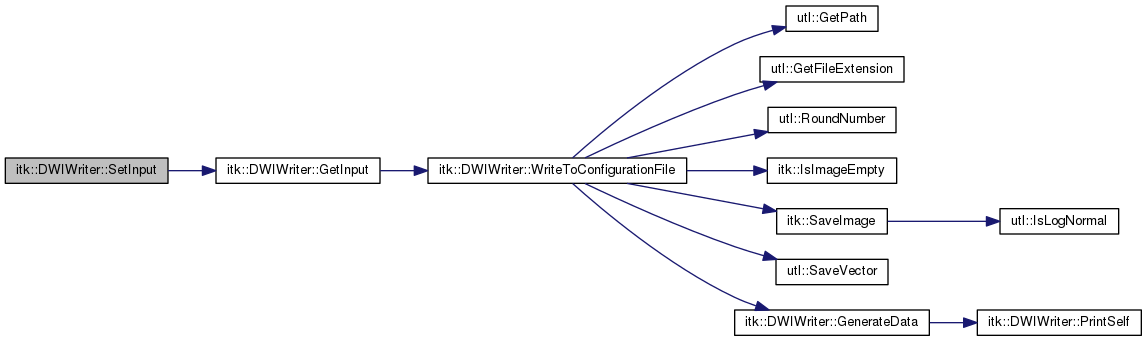 utl::GetPath
utl::GetFileExtension
utl::RoundNumber
itk::DWIWriter::SetInput
itk::DWIWriter::GetInput
itk::DWIWriter::WriteToConfigurationFile
itk::IsImageEmpty
itk::SaveImage
utl::IsLogNormal
utl::SaveVector
itk::DWIWriter::GenerateData
itk::DWIWriter::PrintSelf